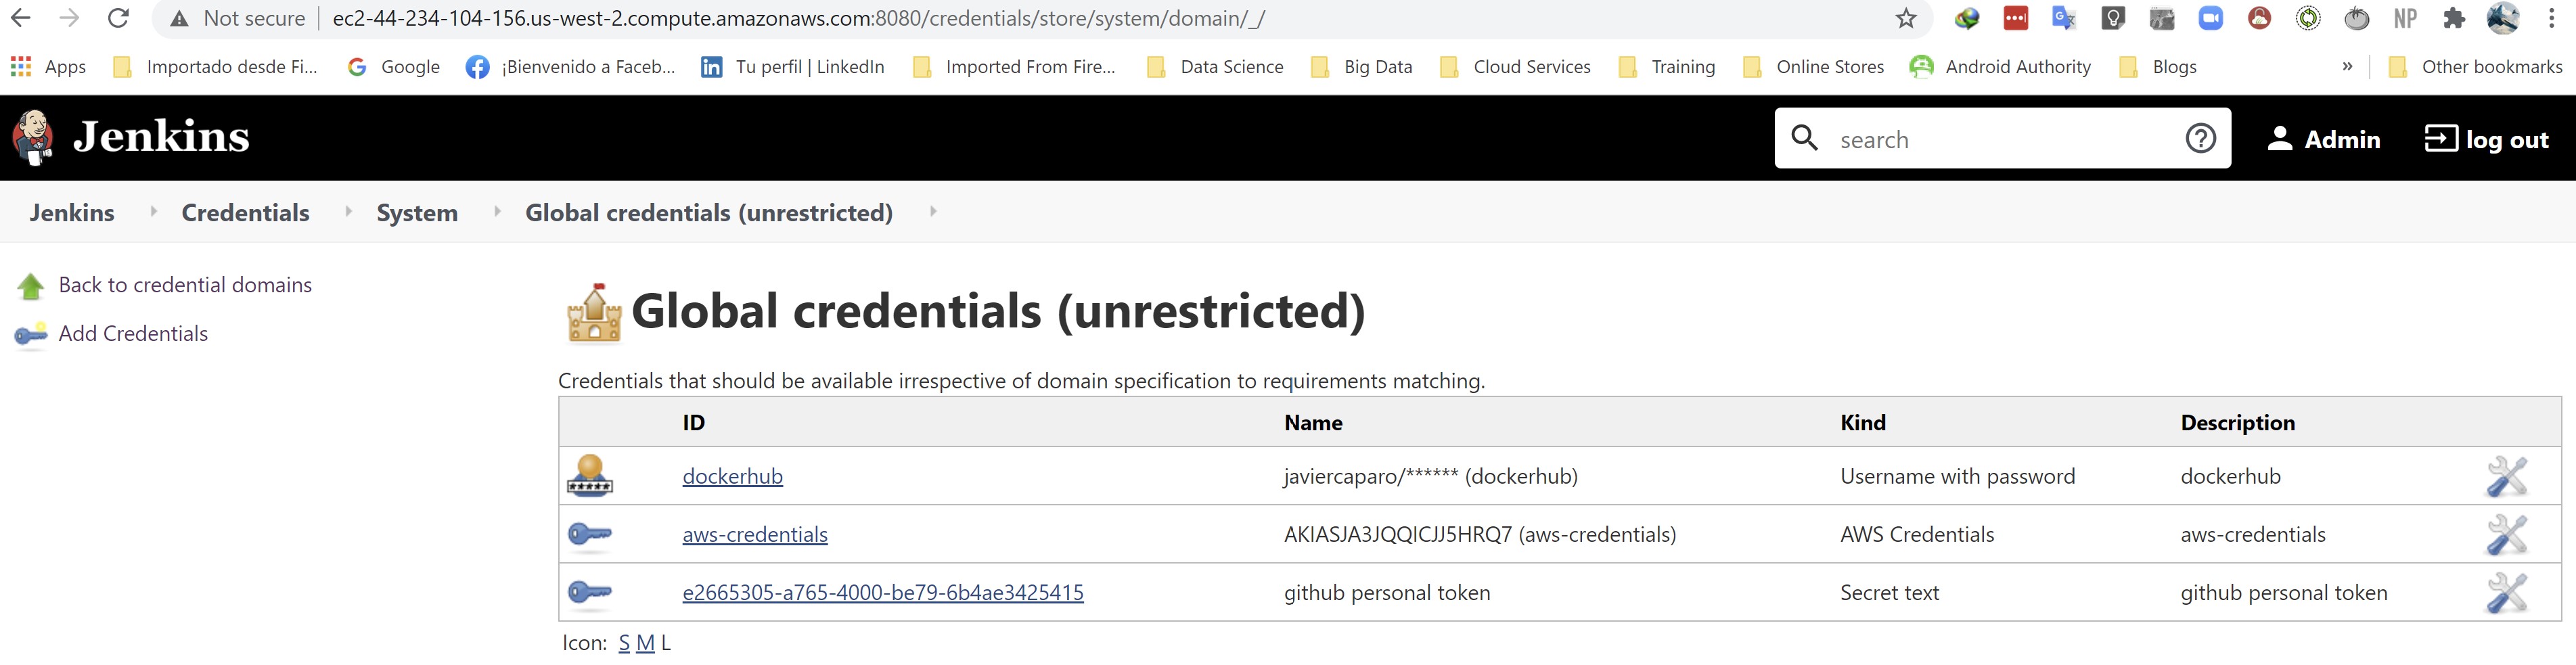 Not secure | ec2-44-234-104-156.us-west-2.compute.amazonaws.com:8080/credentials/store/system/domain/_/
NP
Apps Importado desde Fi... Google ¡Bienvenido a Faceb... Tu perfil | LinkedIn Imported From Fire... Data Science Big Data Cloud Services Training Online Stores Android Authority Blogs » Other bookmarks
Jenkins search Admin log out
Jenkins Credentials System Global credentials (unrestricted)
Back to credential domains
Add Credentials
Global credentials (unrestricted)
Credentials that should be available irrespective of domain specification to requirements matching.
ID Name Kind Description
dockerhub javiercaparo/****** (dockerhub) Username with password dockerhub
aws-credentials AKIASJA3JQQICJJ5HRQ7 (aws-credentials) AWS Credentials aws-credentials
e2665305-a765-4000-be79-6b4ae3425415 github personal token Secret text github personal token
Icon: S M L